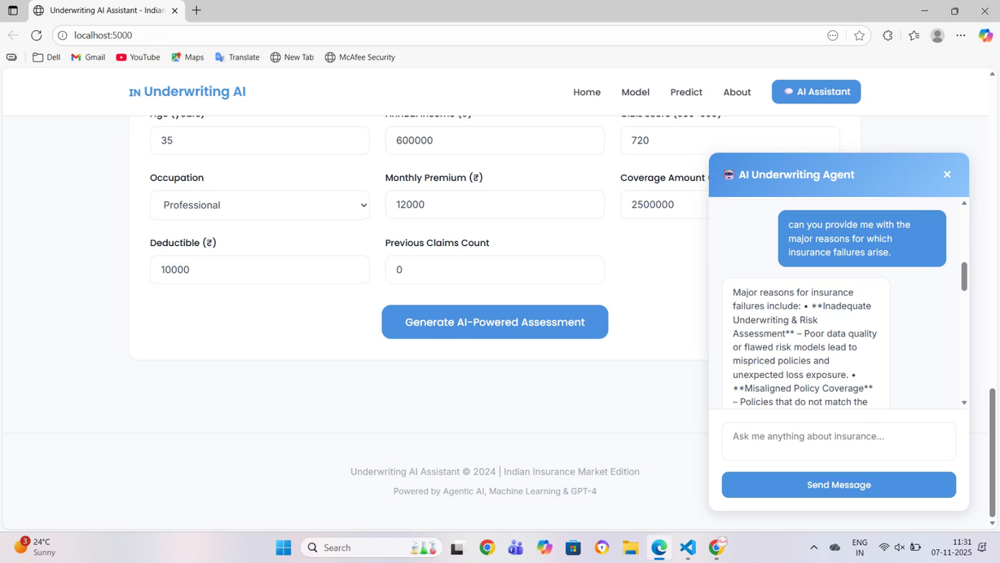 Underwriting AI Assistant - Indian
localhost:5000
Dell
Gmail
YouTube
Maps
Translate
New Tab
McAfee Security
IN Underwriting AI
Home
Model
Predict
About
AI Assistant
35
600000
720
Occupation
Monthly Premium (₹)
Coverage Amount
Professional
12000
2500000
Deductible (₹)
Previous Claims Count
10000
0
Generate AI-Powered Assessment
Underwriting AI Assistant © 2024 | Indian Insurance Market Edition
Powered by Agentic AI, Machine Learning & GPT-4
AI Underwriting Agent
can you provide me with the
major reasons for which
insurance failures arise.
Major reasons for insurance
failures include: • **Inadequate
Underwriting & Risk
Assessment** – Poor data quality
or flawed risk models lead to
mispriced policies and
unexpected loss exposure. •
**Misaligned Policy Coverage**
– Policies that do not match the
Ask me anything about insurance...
Send Message
3
24°C
Sunny
Search
ENG
IN
11:31
07-11-2025